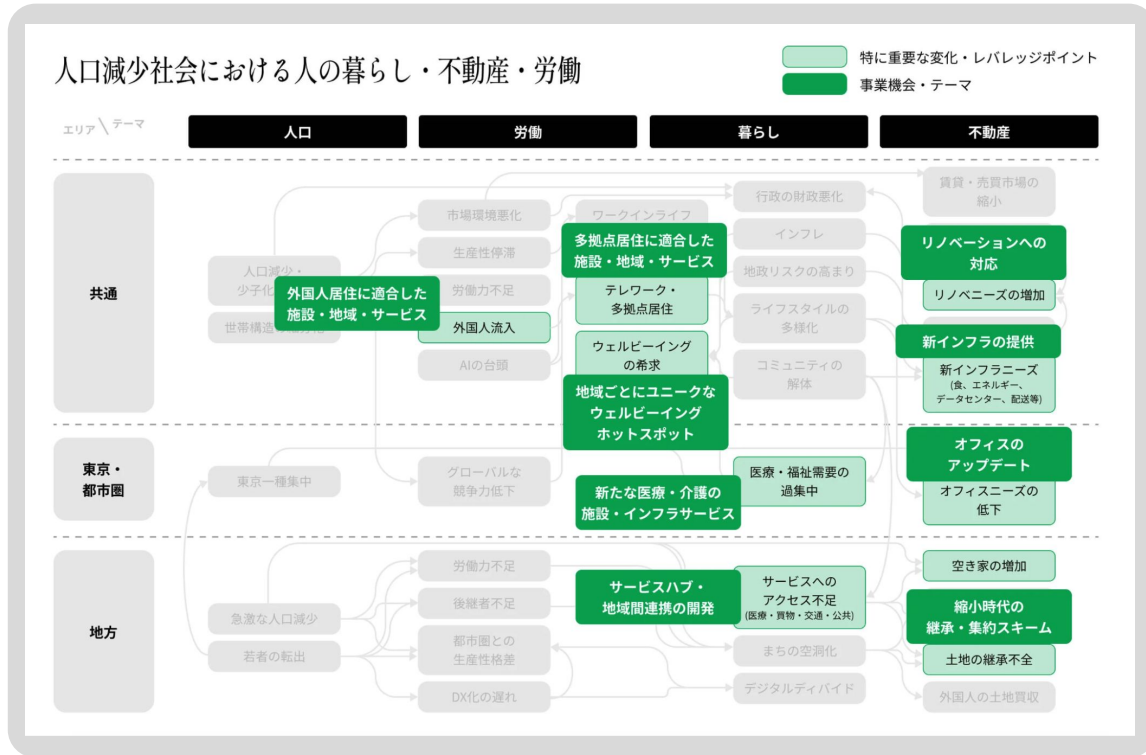 人口減少社会における人の暮らし・不動産・労働
特に重要な変化・レバレッジポイント
事業機会・テーマ
エリア\テーマ
人口
労働
暮らし
不動産
共通
人口減少・
少子化
世帯構造
外国人居住に適合した
施設・地域・サービス
市場環境悪化
生産性停滞
労働力不足
外国人流入
AIの台頭
ワークインライフ
多拠点居住に適合した
施設・地域・サービス
テレワーク・
多拠点居住
ウェルビーイング
の希求
地域ごとにユニークな
ウェルビーイング
ホットスポット
行政の財政悪化
インフレ
地政リスクの高まり
ライフスタイルの
多様化
コミュニティの
解体
賃貸・売買市場の
縮小
リノベーションへの
対応
リノベニーズの増加
新インフラの提供
新インフラニーズ
(食、エネルギー、
データセンター、配送等)
東京・
都市圏
東京一種集中
グローバルな
競争力低下
新たな医療・介護の
施設・インフラサービス
医療・福祉需要の
過集中
オフィスの
アップデート
オフィスニーズの
低下
地方
急激な人口減少
若者の転出
労働力不足
後継者不足
都市圏との
生産性格差
DX化の遅れ
サービスハブ・
地域間連携の開発
サービスへの
アクセス不足
(医療・買物・交通・公共)
まちの空洞化
デジタルディバイド
空き家の増加
縮小時代の
継承・集約スキーム
土地の継承不全
外国人の土地買収